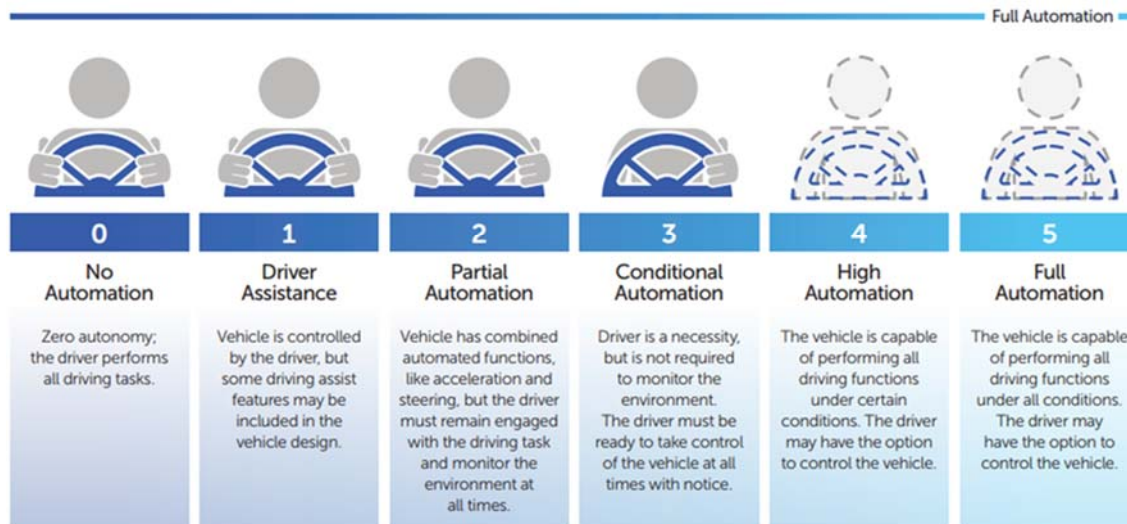 Full Automation
0
No
Automation
Zero autonomy;
the driver performs
all driving tasks.
1
Driver
Assistance
Vehicle is controlled
by the driver, but
some driving assist
features may be
included in the
vehicle design.
2
Partial
Automation
Vehicle has combined
automated functions,
like acceleration and
steering, but the driver
must remain engaged
with the driving task
and monitor the
environment at
all times.
3
Conditional
Automation
Driver is a necessity,
but is not required
to monitor the
environment.
The driver must be
ready to take control
of the vehicle at all
times with notice.
4
High
Automation
The vehicle is capable
of performing all
driving functions
under certain
conditions. The driver
may have the option
to control the vehicle.
5
Full
Automation
The vehicle is capable
of performing all
driving functions
under all conditions.
The driver may
have the option to
control the vehicle.